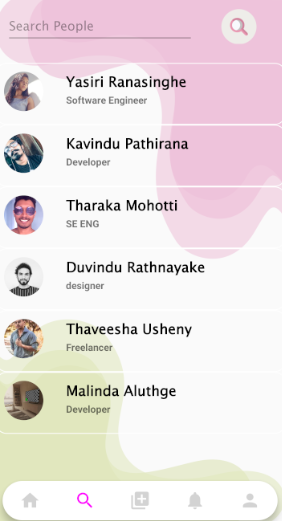 Search People
Yasiri Ranasinghe
Software Engineer
Kavindu Pathirana
Developer
Tharaka Mohotti
SE ENG
Duvindu Rathnayake
designer
Thaveesha Usheny
Freelancer
Malinda Aluthge
Developer